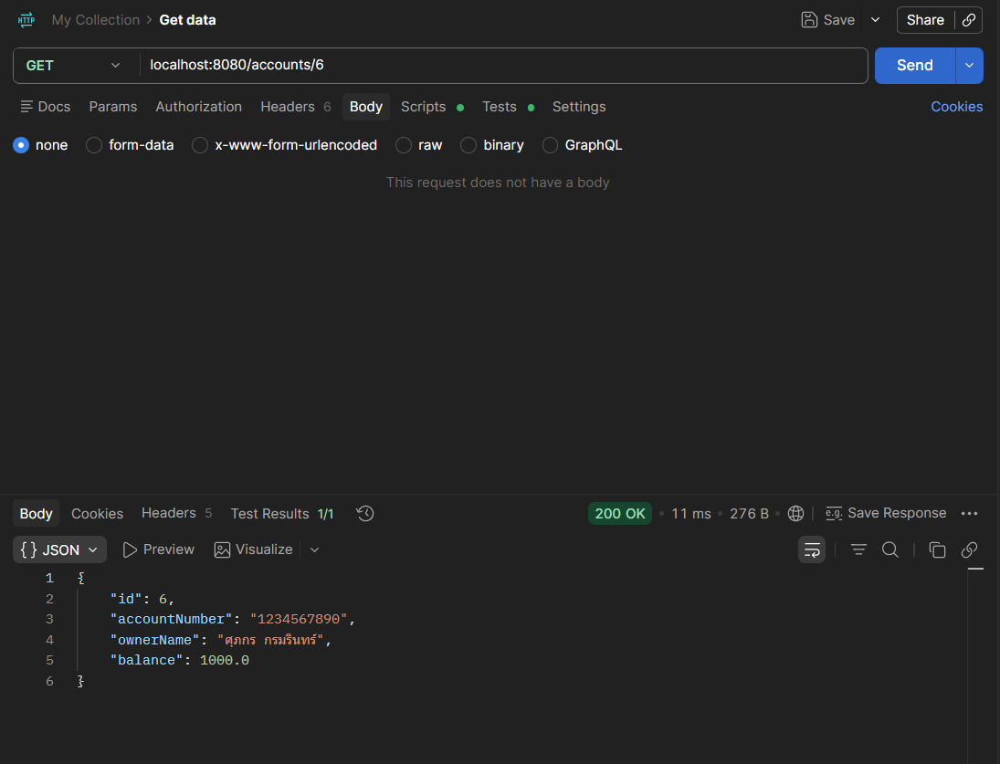 HTTP My Collection > Get data Save Share
GET localhost:8080/accounts/6 Send
Docs Params Authorization Headers 6 Body Scripts Tests Settings Cookies
none form-data x-www-form-urlencoded raw binary GraphQL
This request does not have a body
Body Cookies Headers 5 Test Results 1/1 200 OK • 11 ms • 276 B • e.g. Save Response
{} JSON Preview Visualize
1 {
2 "id": 6,
3 "accountNumber": "1234567890",
4 "ownerName": "ศุภกร กรมรินทร์",
5 "balance": 1000.0
6 }